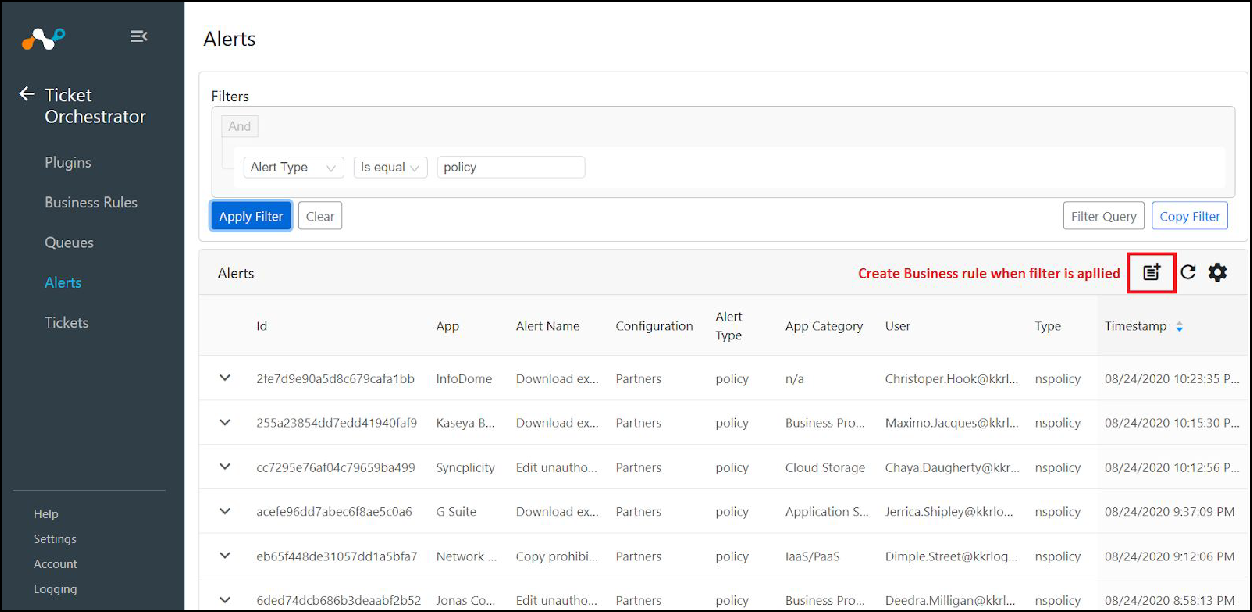 Alerts
Ticket
Orchestrator
Plugins
Business Rules
Queues
Alerts
Tickets
Help
Settings
Account
Logging
Filters
And
Alert Type Is equal policy
Apply Filter Clear Filter Query Copy Filter
Alerts Create Business rule when filter is apllied
Id App Alert Name Configuration Alert Type App Category User Type Timestamp
2fe7d9e90a5d8c679cafa1bb InfoDome Download ex... Partners policy n/a Christoper.Hook@kkrl... nspolicy 08/24/2020 10:23:35 P...
255a23854dd7edd41940faf9 Kaseya B... Download ex... Partners policy Business Pro... Maximo.Jacques@kkrl... nspolicy 08/24/2020 10:15:30 P...
cc7295e76af04c79659ba499 Syncplicity Edit unautho... Partners policy Cloud Storage Chaya.Daugherty@kkr... nspolicy 08/24/2020 10:12:56 P...
acefe96dd7abec6f8ae5c0a6 G Suite Download ex... Partners policy Application S... Jerrica.Shipley@kkrlo... nspolicy 08/24/2020 9:37:09 PM
eb65f448de31057dd1a5bfa7 Network ... Copy prohibi... Partners policy IaaS/PaaS Dimple.Street@kkrlog... nspolicy 08/24/2020 9:12:06 PM
6ded74dcb686b3deaabf2b52 Jonas Co... Edit unautho... Partners policy Business Pro... Deedra.Milligan@kkrl... nspolicy 08/24/2020 8:58:13 PM